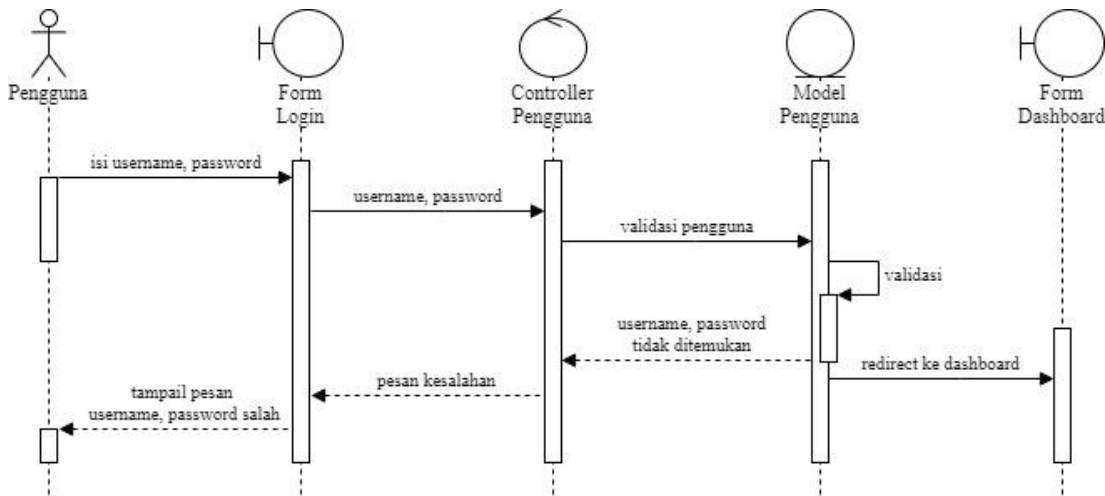 Pengguna
Form
Login
Controller
Pengguna
Model
Pengguna
Form
Dashboard
isi username, password
username, password
validasi pengguna
validasi
username, password
tidak ditemukan
redirect ke dashboard
pesan kesalahan
tampail pesan
username, password salah